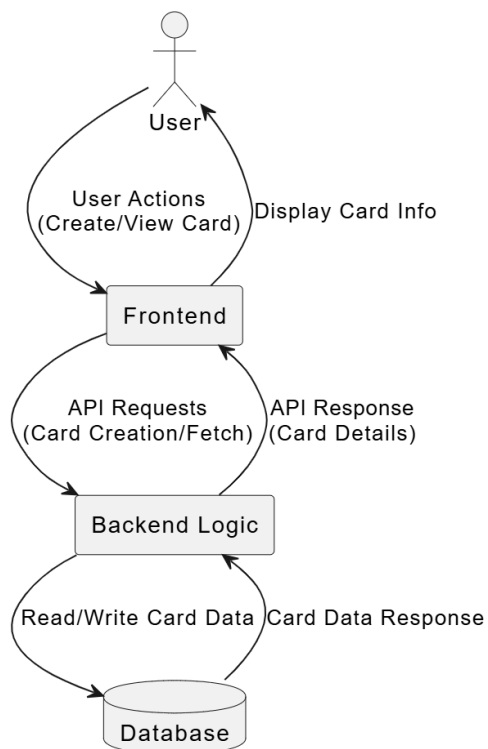 User
User Actions
(Create/View Card)
Display Card Info
Frontend
API Requests
(Card Creation/Fetch)
API Response
(Card Details)
Backend Logic
Read/Write Card Data
Card Data Response
Database